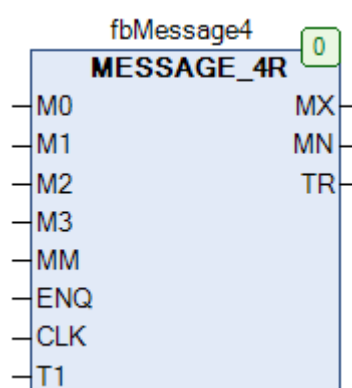 fbMessage4
0
MESSAGE_4R
M0 MX
M1 MN
M2 TR
M3
MM
ENQ
CLK
T1